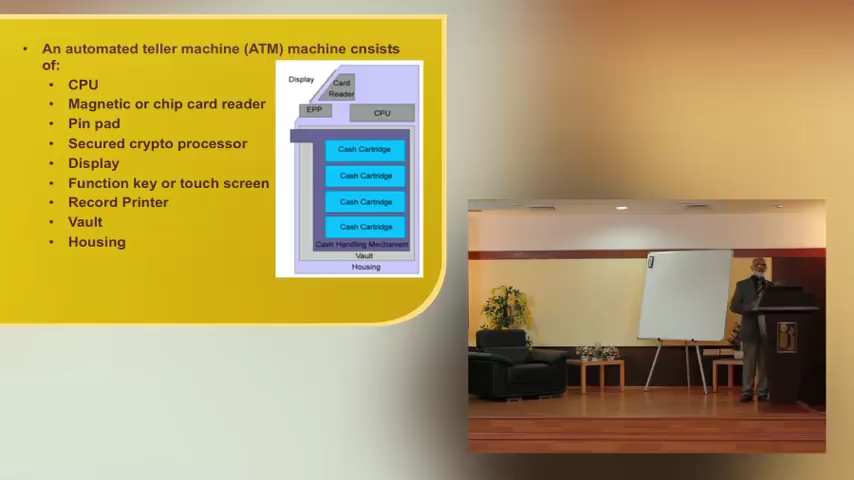 • An automated teller machine (ATM) machine cnsists
of:
• CPU
• Magnetic or chip card reader
• Pin pad
• Secured crypto processor
• Display
• Function key or touch screen
• Record Printer
• Vault
• Housing
Display
Card
Reader
EPP
CPU
Cash Cartridge
Cash Cartridge
Cash Cartridge
Cash Cartridge
Cash Handling Mechanism
Vault
Housing